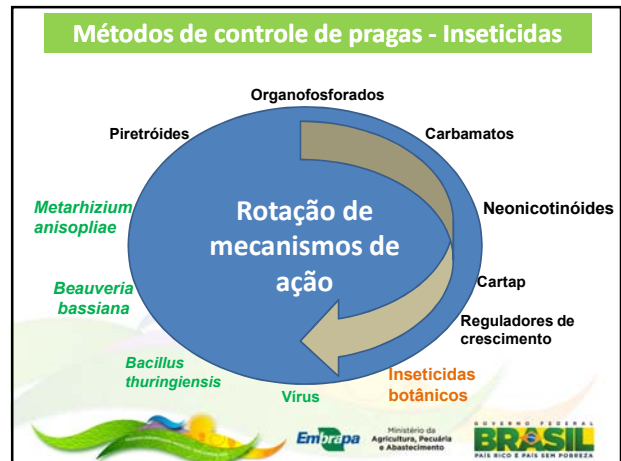 Métodos de controle de pragas - Inseticidas
Organofosforados
Piretróides
Carbamatos
Metarhizium
anisopliae
Rotação de
mecanismos de
ação
Neonicotinóides
Beauveria
bassiana
Cartap
Reguladores de
crescimento
Bacillus
thuringiensis
Vírus
Inseticidas
botânicos
Embrapa
Ministério da
Agricultura, Pecuária
e Abastecimento
GOVERNO FEDERAL
BRASIL
PAÍS RICO É PAÍS SEM POBREZA